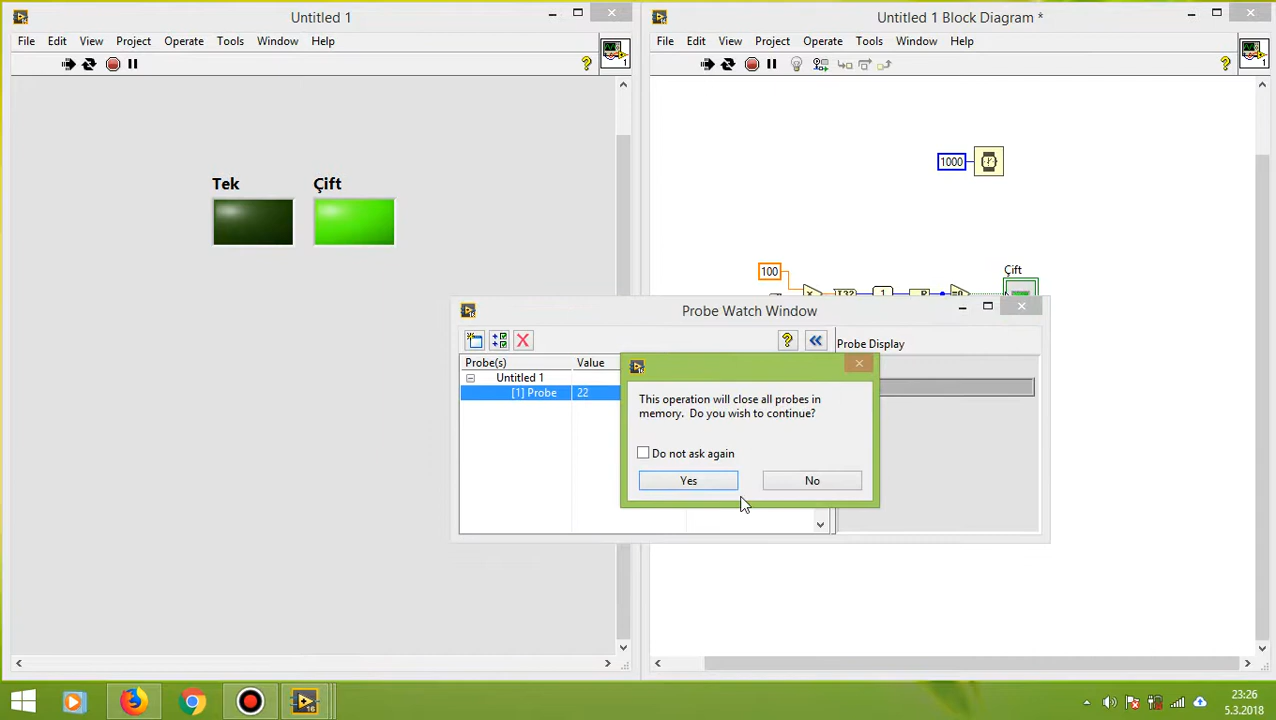 Untitled 1
File Edit View Project Operate Tools Window Help
Tek Çift
Untitled 1 Block Diagram *
File Edit View Project Operate Tools Window Help
1000
100
Çift
Probe Watch Window
Probe(s) Value
Untitled 1
[1] Probe 22
Probe Display
This operation will close all probes in
memory. Do you wish to continue?
Do not ask again
Yes No
23:26
5.3.2018